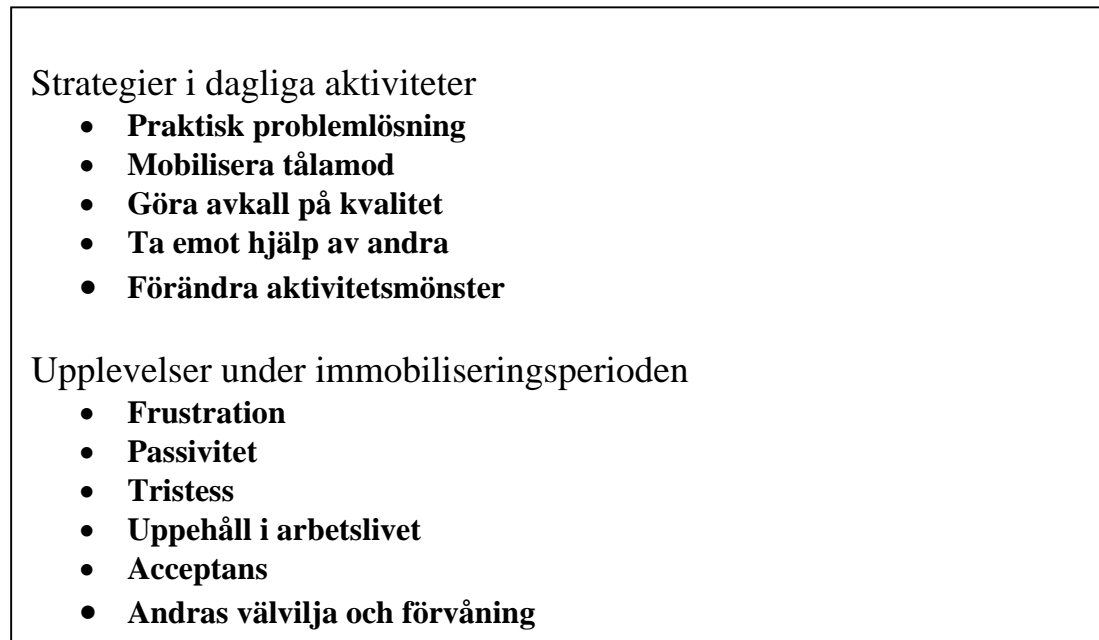 Strategier i dagliga aktiviteter
• Praktisk problemlösning
• Mobilisera tålamod
• Göra avkall på kvalitet
• Ta emot hjälp av andra
• Förändra aktivitetsmönster
Upplevelser under immobiliseringsperioden
• Frustration
• Passivitet
• Tristess
• Uppehåll i arbetslivet
• Acceptans
• Andras välvilja och förvåning